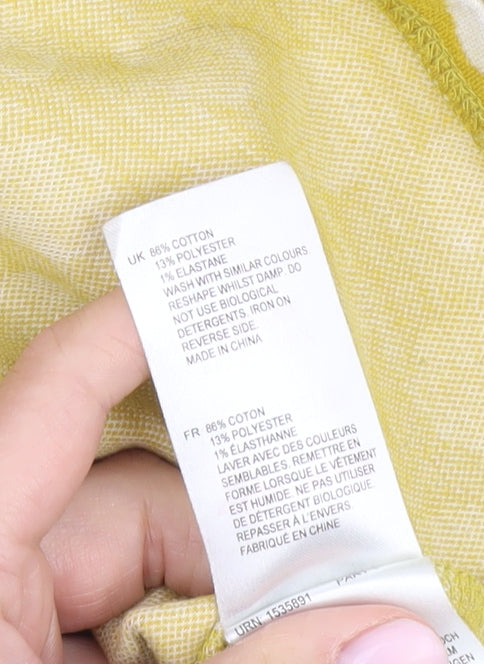 UK 86% COTTON
13% POLYESTER
1% ELASTANE
WASH WITH SIMILAR COLOURS
RESHAPE WHILST DAMP. DO
NOT USE BIOLOGICAL
DETERGENTS. IRON ON
REVERSE SIDE.
MADE IN CHINA
FR 86% COTON
13% POLYESTER
1% ÉLASTHANNE
LAVER AVEC DES COULEURS
SEMBLABLES, REMETTRE EN
FORME LORSQUE LE VÊTEMENT
EST HUMIDE. NE PAS UTILISER
DE DÉTERGENT BIOLOGIQUE
REPASSER À L'ENVERS.
FABRIQUÉ EN CHINE
URN 1535891